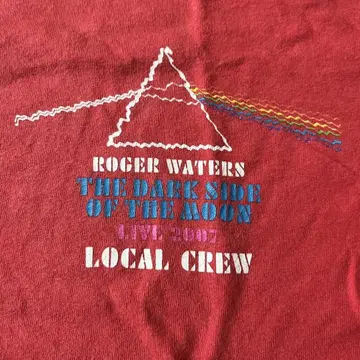 ROGER WATERS
THE DARK SIDE
OF THE MOON
LIVE 2007
LOCAL CREW